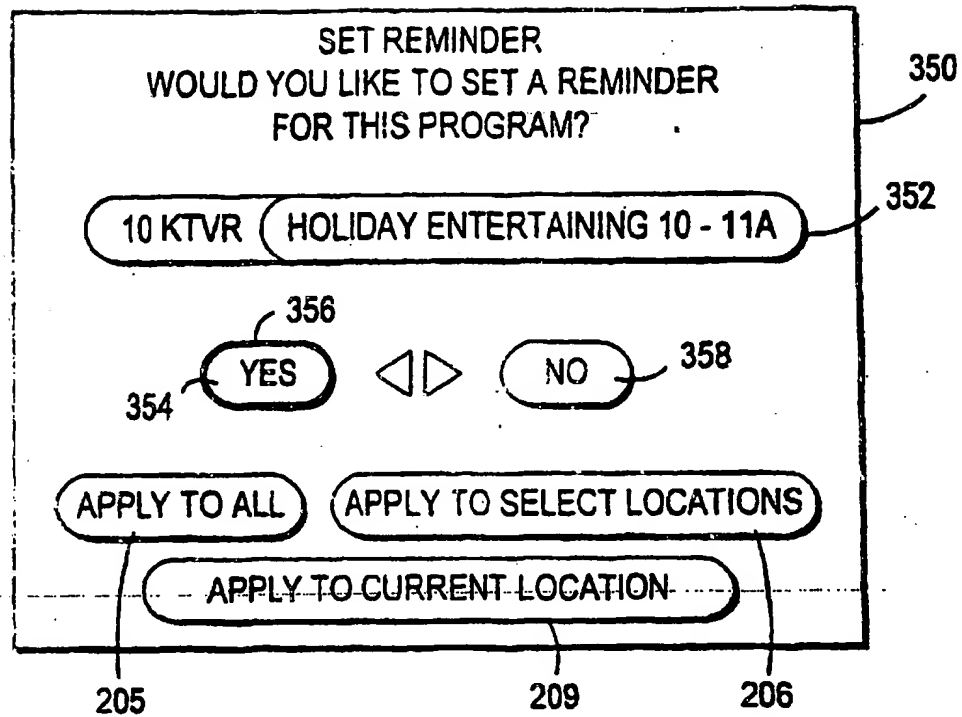 SET REMINDER
WOULD YOU LIKE TO SET A REMINDER
FOR THIS PROGRAM?
350
10 KTVR HOLIDAY ENTERTAINING 10 - 11A
352
356
YES NO
358
354
APPLY TO ALL APPLY TO SELECT LOCATIONS
APPLY TO CURRENT LOCATION
205 209 206